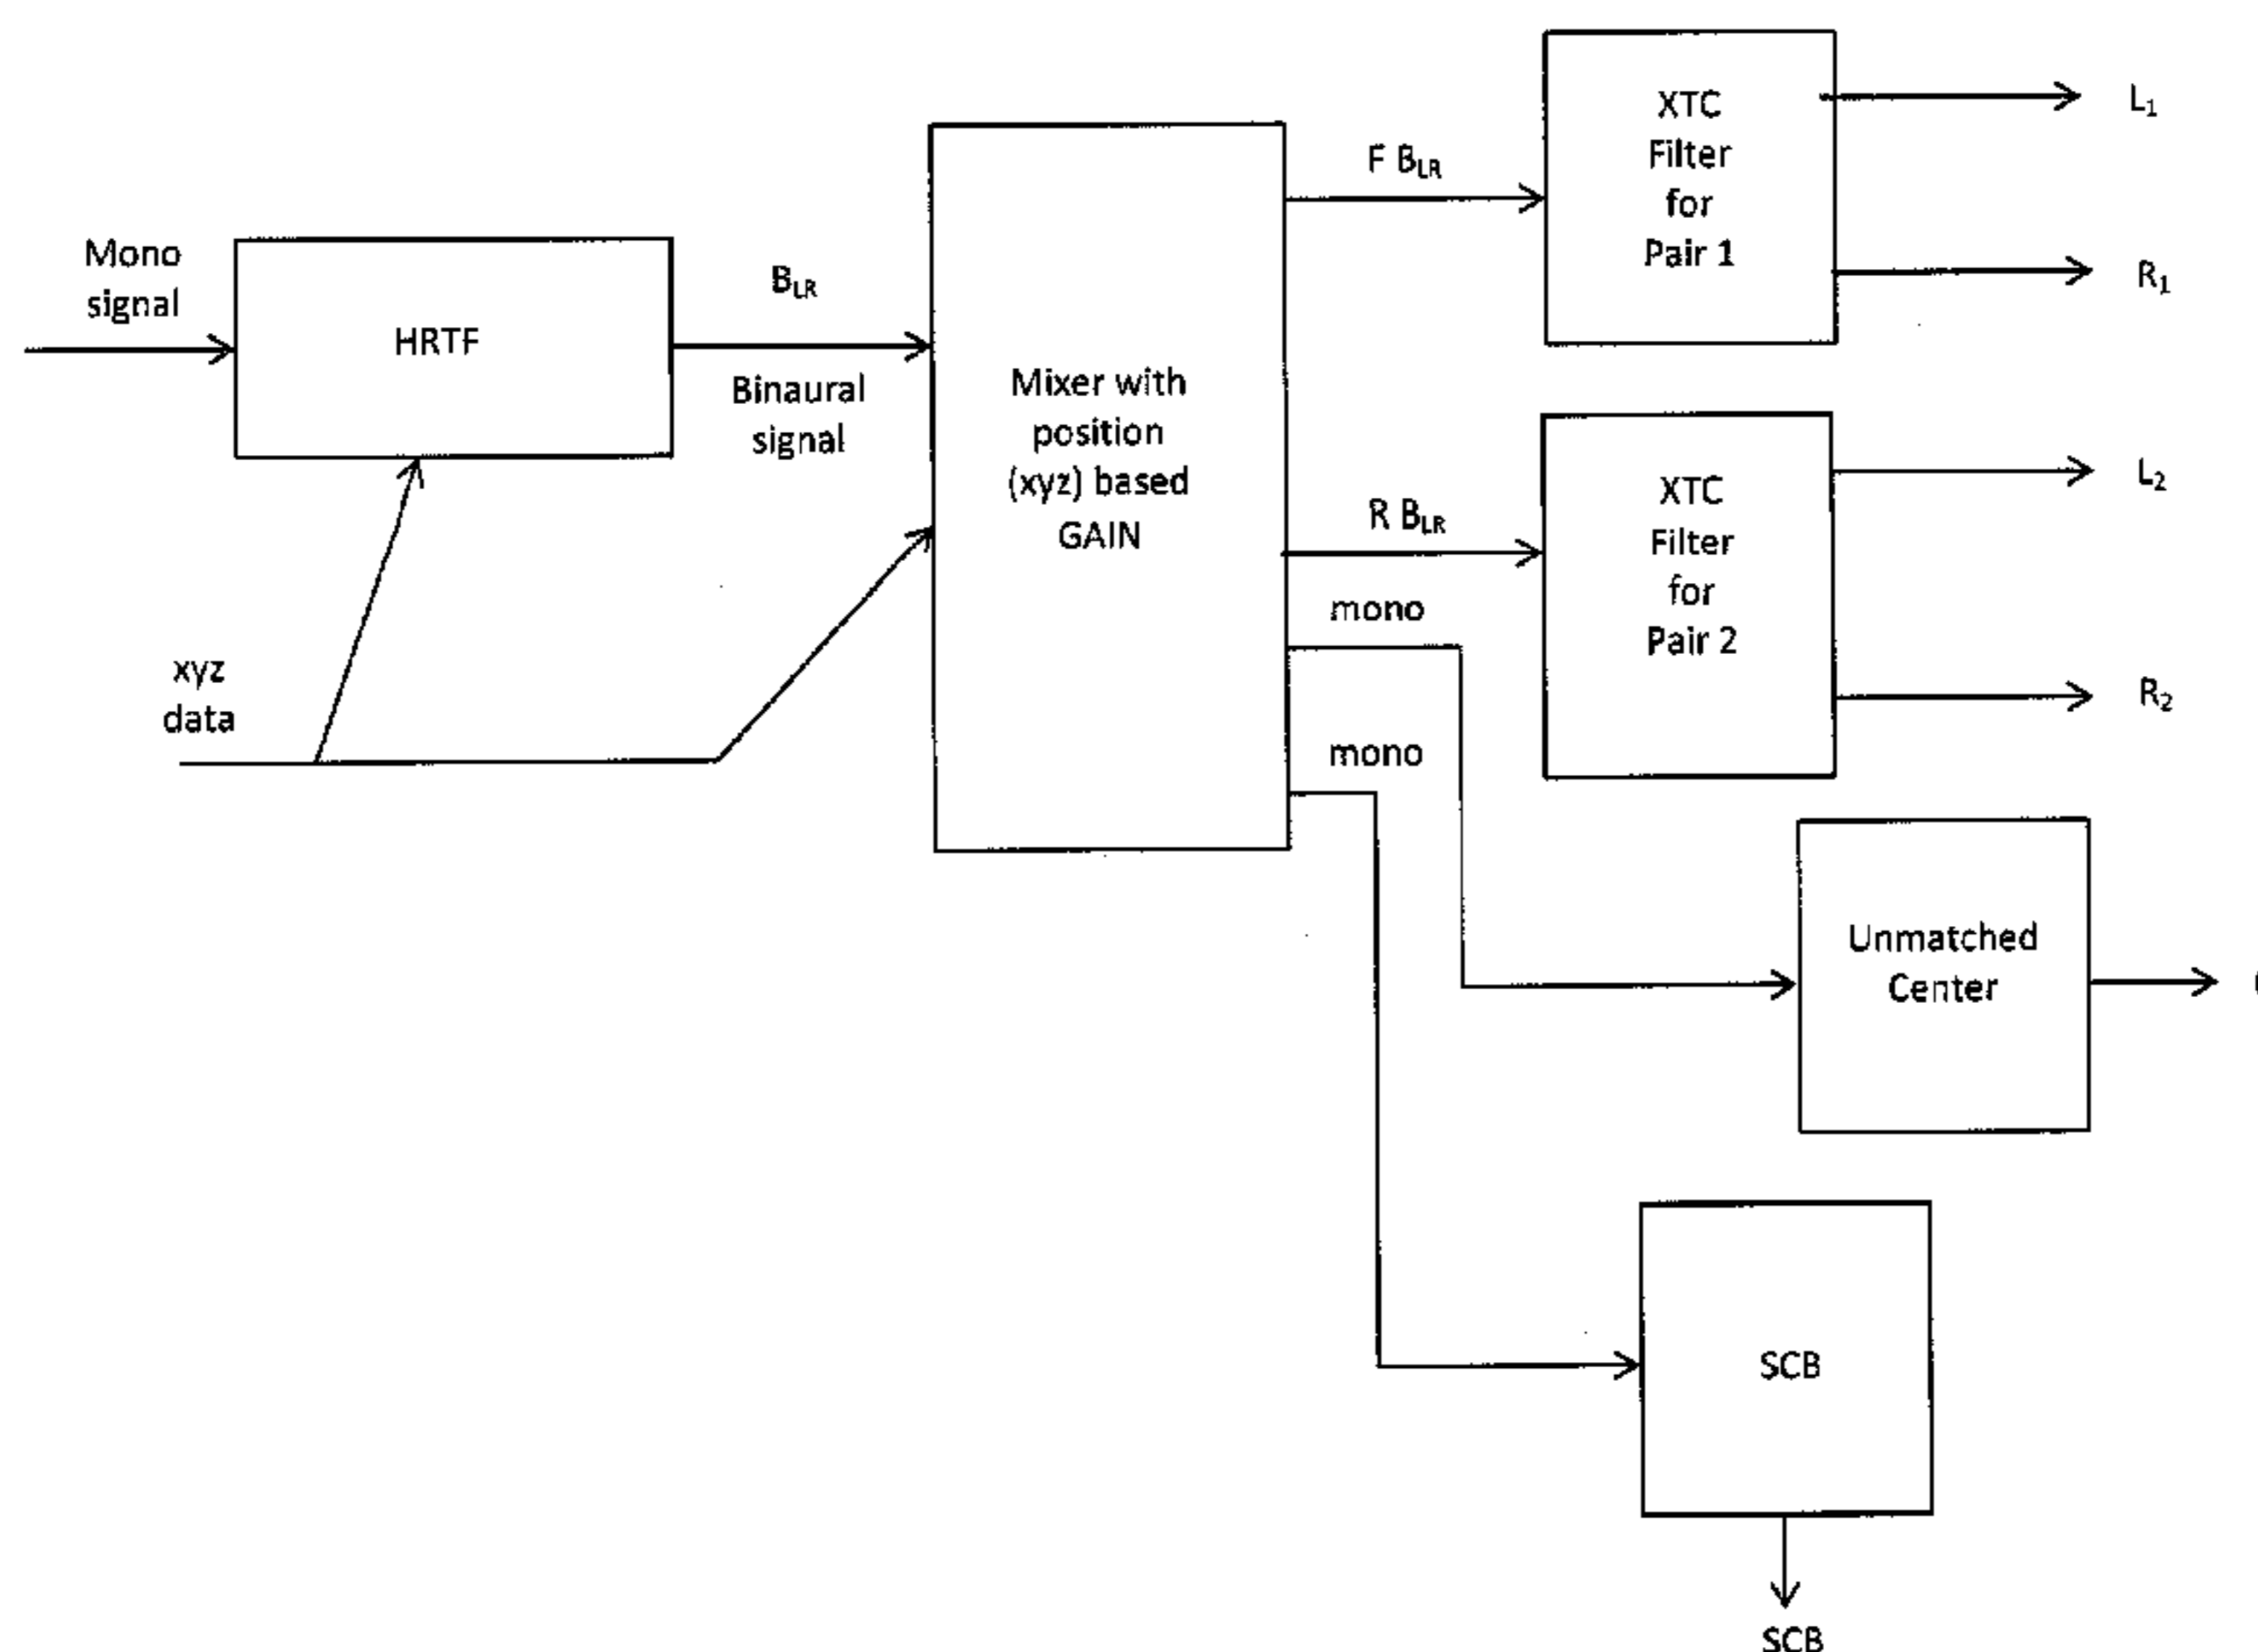 Mono
signal
HRTF
B_LR
Binaural
signal
xyz
data
Mixer with
position
(xyz) based
GAIN
F B_LR
R B_LR
mono
mono
XTC
Filter
for
Pair 1
L₁
R₁
XTC
Filter
for
Pair 2
L₂
R₂
Unmatched
Center
SCB
SCB